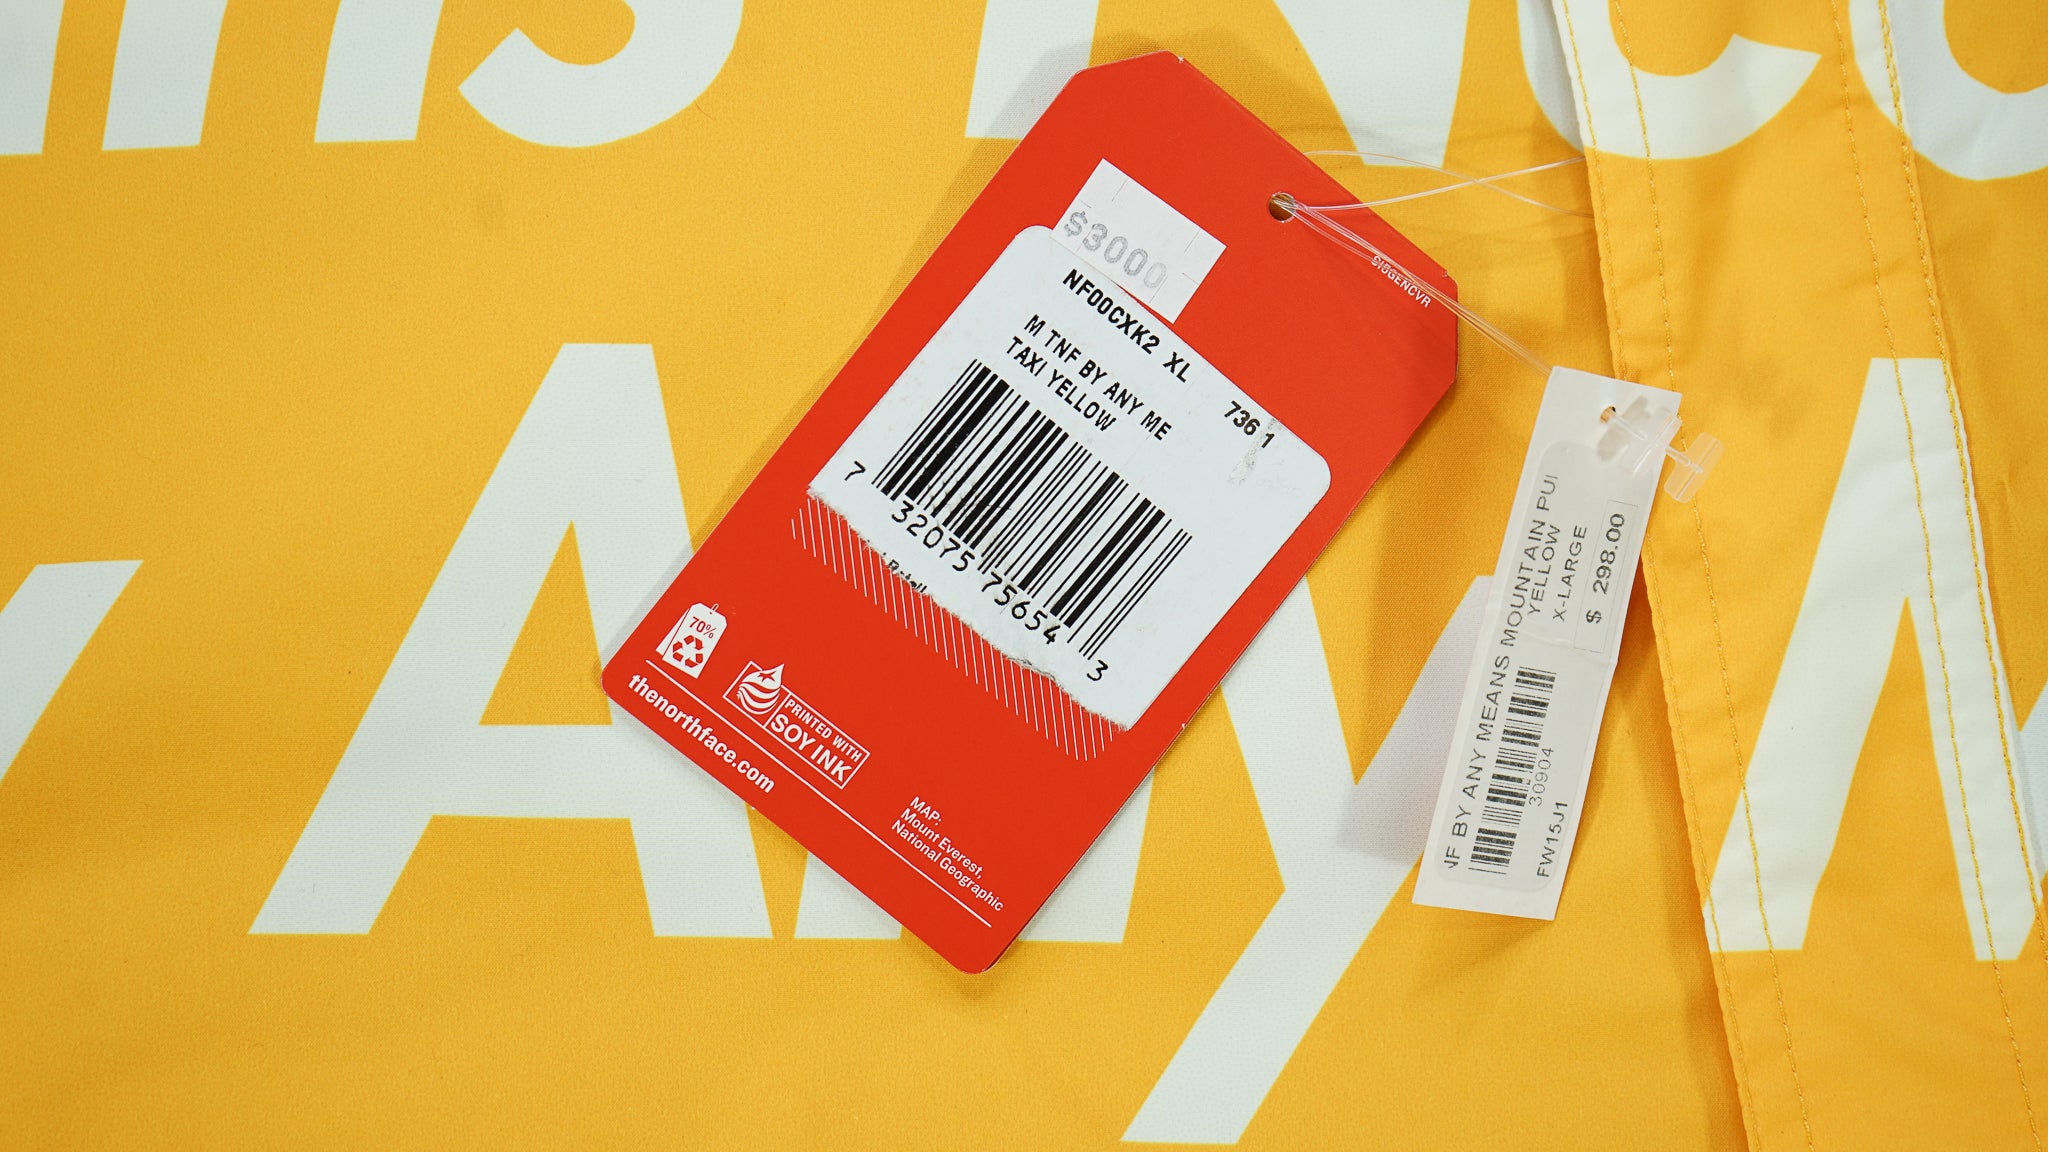 Any
$3000
NF00CXK2 XL
736 1
M TNF BY ANY ME
TAXI YELLOW
7 32075 75654 3
70%
PRINTED WITH
SOY INK
thenorthface.com
MAP:
Mount Everest,
National Geographic
NF BY ANY MEANS MOUNTAIN PUI
YELLOW
X-LARGE
$ 298.00
30904
FW15J1